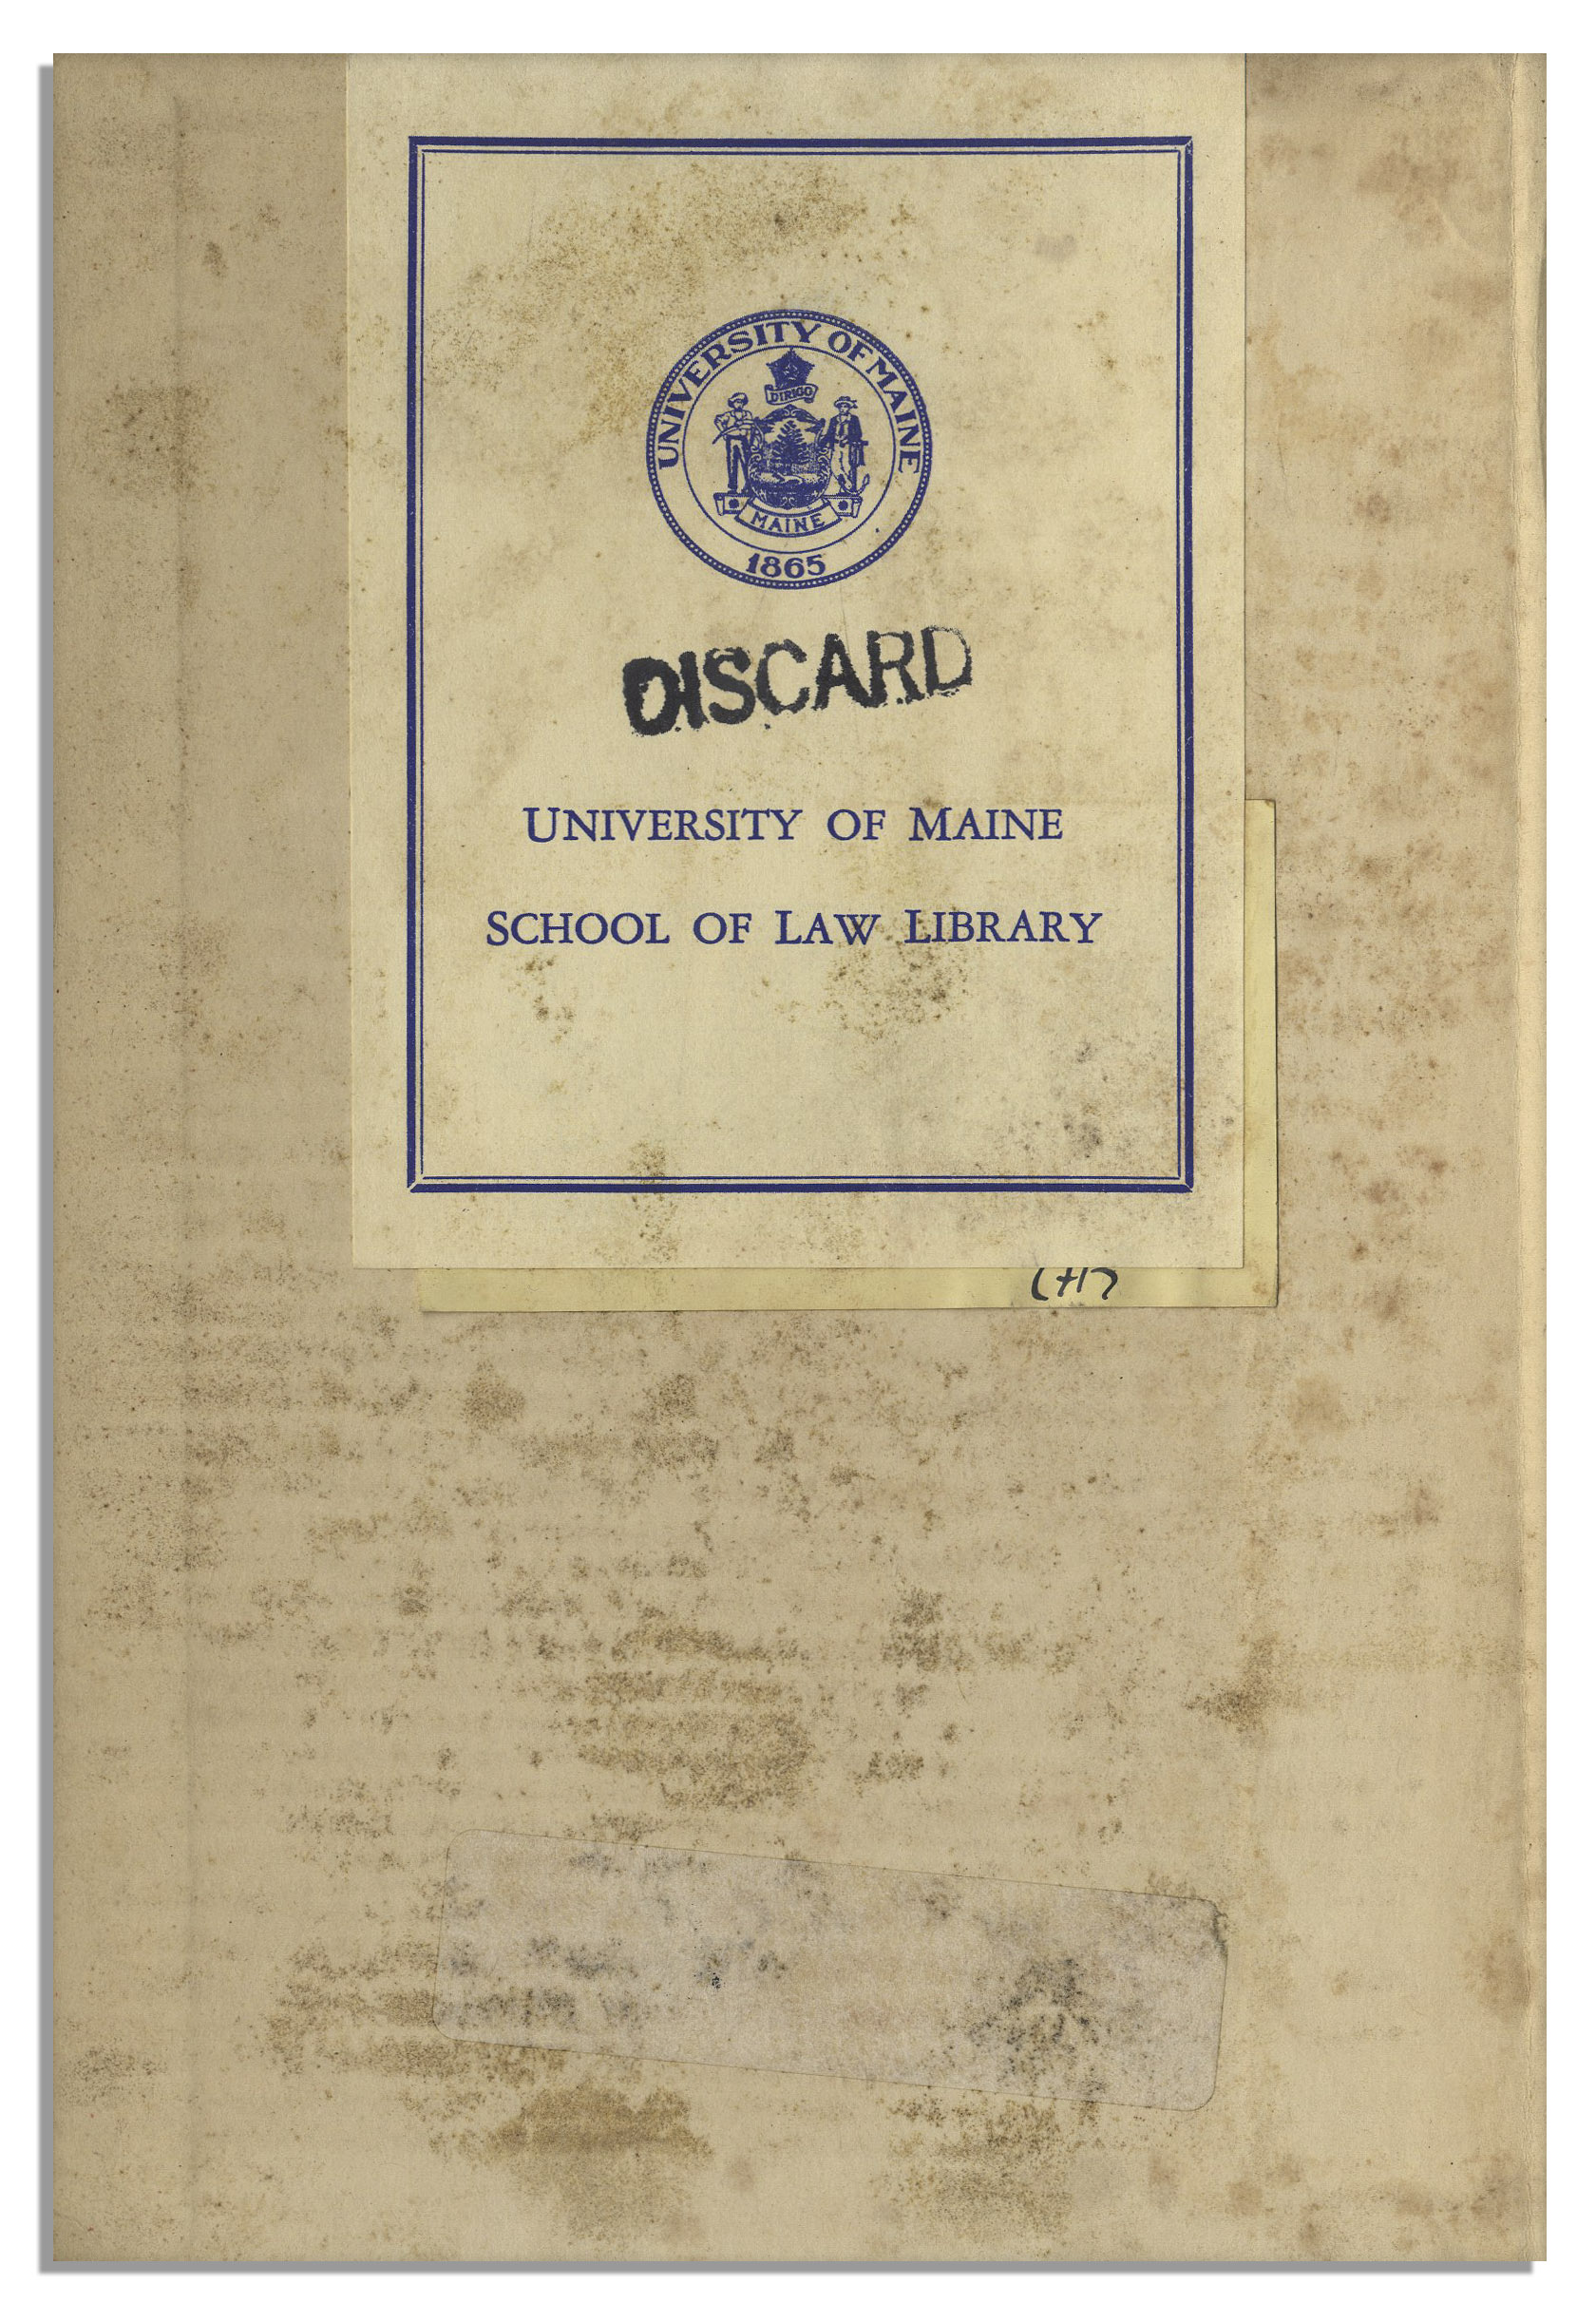 UNIVERSITY OF MAINE
DIRIGO
MAINE
1865
DISCARD
UNIVERSITY OF MAINE
SCHOOL OF LAW LIBRARY